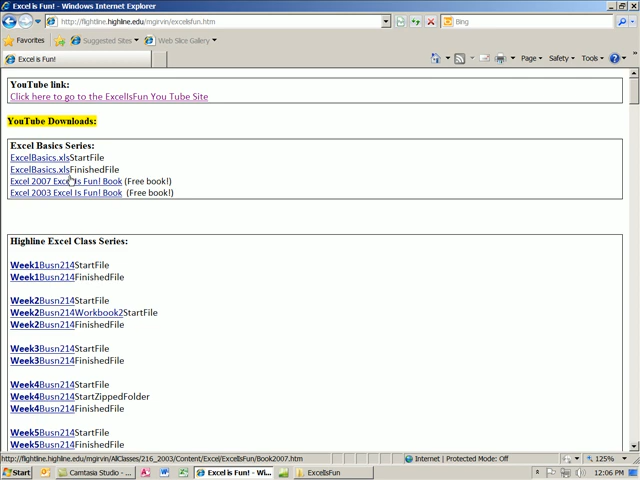 Excel is Fun! - Windows Internet Explorer
http://flightline.highline.edu/mgirvin/excelisfun.htm
Bing
Favorites
Suggested Sites
Web Slice Gallery
Excel is Fun!
Page
Safety
Tools
YouTube link:
Click here to go to the ExcelIsFun You Tube Site
YouTube Downloads:
Excel Basics Series:
ExcelBasics.xlsStartFile
ExcelBasics.xlsFinishedFile
Excel 2007 Excel Is Fun! Book (Free book!)
Excel 2003 Excel Is Fun! Book (Free book!)
Highline Excel Class Series:
Week1Busn214StartFile
Week1Busn214FinishedFile
Week2Busn214StartFile
Week2Busn214Workbook2StartFile
Week2Busn214FinishedFile
Week3Busn214StartFile
Week3Busn214FinishedFile
Week4Busn214StartFile
Week4Busn214StartZippedFolder
Week4Busn214FinishedFile
Week5Busn214StartFile
Week5Busn214FinishedFile
http://flightline.highline.edu/mgirvin/AllClasses/216_2003/Content/Excel/ExcelIsFun/Book2007.htm
Internet | Protected Mode: Off
125%
Start
Camtasia Studio - ...
Excel is Fun! - Wi...
ExcelIsFun
12:06 PM